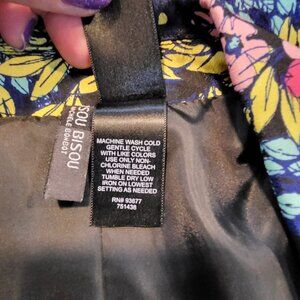 BISOU
BISOU
MACHINE WASH COLD
GENTLE CYCLE
WITH LIKE COLORS
USE ONLY NON-
CHLORINE BLEACH
WHEN NEEDED
TUMBLE DRY LOW
IRON ON LOWEST
SETTING AS NEEDED
RN# 93677
751436